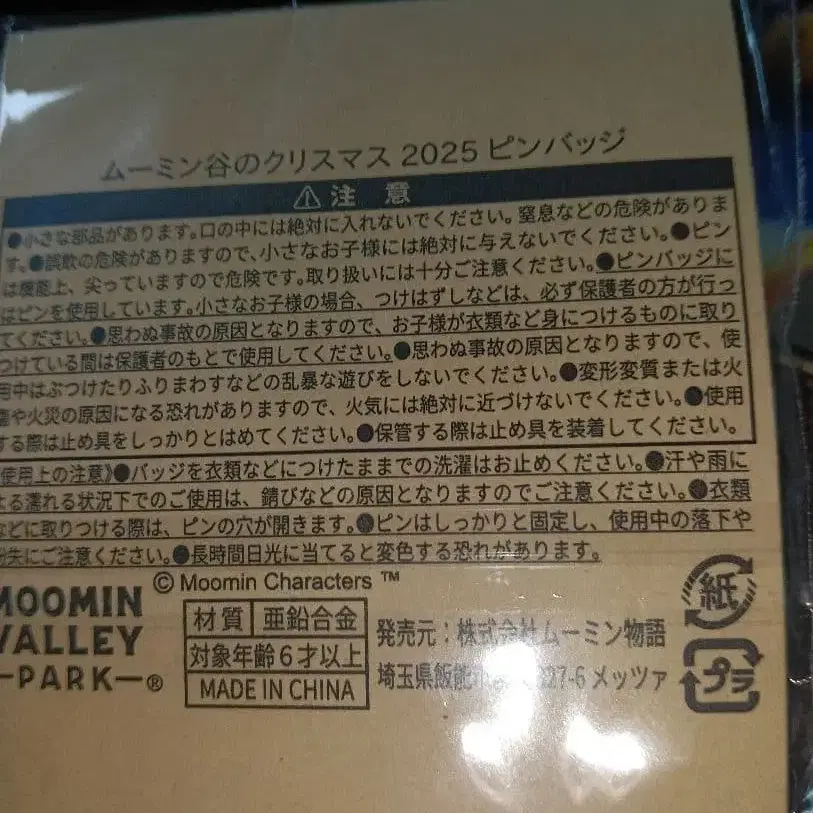 ムーミン谷のクリスマス 2025 ピンバッジ
注 意
●小さな部品があります。口の中には絶対に入れないでください。窒息などの危険がありま
す。●誤飲の危険がありますので、小さなお子様には絶対に与えないでください。●ピン
は機能上、尖っていますので危険です。取り扱いには十分ご注意ください。●ピンバッジに
はピンを使用しています。小さなお子様の場合、つけはずしなどは、必ず保護者の方が行っ
てください。●思わぬ事故の原因となりますので、お子様が衣類など身につけるものに取り
つけている間は保護者のもとで使用してください。●思わぬ事故の原因となりますので、使
用中はぶつけたりふりまわすなどの乱暴な遊びをしないでください。●変形変質または火
や火災の原因になる恐れがありますので、火気には絶対に近づけないでください。●使用
する際は止め具をしっかりとはめてください。●保管する際は止め具を装着してください。
使用上の注意》●バッジを衣類などにつけたままでの洗濯はお止めください。●汗や雨に
よる濡れる状況下でのご使用は、錆びなどの原因となりますのでご注意ください。●衣類
などに取りつける際は、ピンの穴が開きます。●ピンはしっかりと固定し、使用中の落下や
紛失にご注意ください。●長時間日光に当てると変色する恐れがあります。
© Moomin Characters ™
MOOMIN
VALLEY
—PARK—®
材質 亜鉛合金
対象年齢６才以上
MADE IN CHINA
発売元：株式会社ムーミン物語
埼玉県飯能市 27-6 メッツァ
紙
プラ